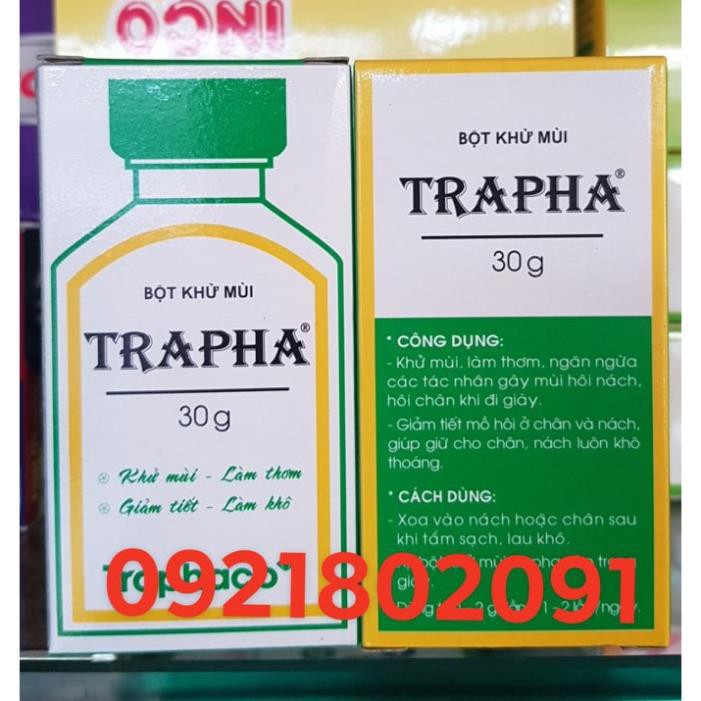 INCO
BỘT KHỬ MÙI
TRAPHA®
30g
Khử mùi - Làm thơm
Giảm tiết - Làm khô
Traphaco
BỘT KHỬ MÙI
TRAPHA®
30g
* CÔNG DỤNG:
- Khử mùi, làm thơm, ngăn ngừa
các tác nhân gây mùi hôi nách,
hôi chân khi đi giày.
- Giảm tiết mồ hôi ở chân và nách,
giúp giữ cho chân, nách luôn khô
thoáng.
* CÁCH DÙNG:
- Xoa vào nách hoặc chân sau
khi tắm sạch, lau khô.
0921802091